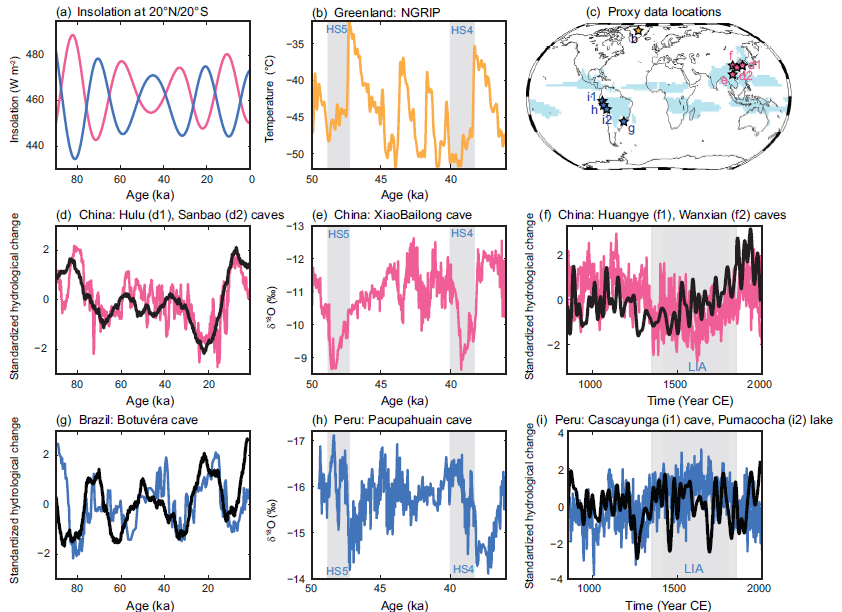 (a) Insolation at 20°N/20°S
Insolation (W m⁻²)
480
460
440
80 60 40 20 0
Age (ka)
(b) Greenland: NGRIP
HS5
HS4
Temperature (°C)
−35
−40
−45
−50
50 45 40
Age (ka)
(c) Proxy data locations
b
f
d1
d2
e
i1
h
i2
g
(d) China: Hulu (d1), Sanbao (d2) caves
Standardized hydrological change
2
0
−2
80 60 40 20
Age (ka)
(e) China: XiaoBailong cave
HS5
HS4
δ¹⁸O (‰)
−13
−12
−11
−10
−9
50 45 40
Age (ka)
(f) China: Huangye (f1), Wanxian (f2) caves
Standardized hydrological change
2
0
−2
LIA
1000 1500 2000
Time (Year CE)
(g) Brazil: Botuvéra cave
Standardized hydrological change
2
0
−2
80 60 40 20
Age (ka)
(h) Peru: Pacupahuain cave
δ¹⁸O (‰)
−17
−16
−15
−14
HS5
HS4
50 45 40
Age (ka)
(i) Peru: Cascayunga (i1) cave, Pumacocha (i2) lake
Standardized hydrological change
4
2
0
−2
−4
LIA
1000 1500 2000
Time (Year CE)